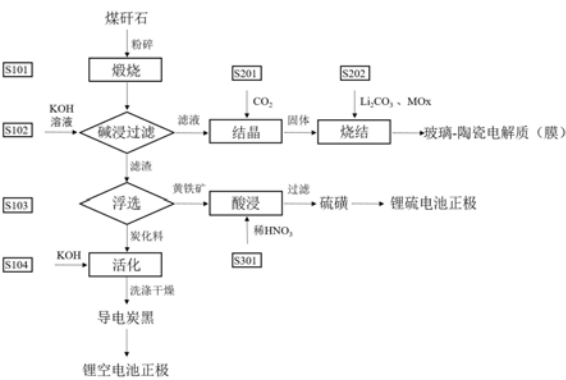 煤矸石
粉碎
S101
煅烧
S201
S202
KOH
溶液
CO₂
Li₂CO₃ 、MOx
S102
碱浸过滤
滤液
结晶
固体
烧结
玻璃-陶瓷电解质（膜）
滤渣
S103
浮选
黄铁矿
酸浸
过滤
硫磺
锂硫电池正极
炭化料
稀HNO₃
S104
KOH
活化
S301
洗涤干燥
导电炭黑
锂空电池正极